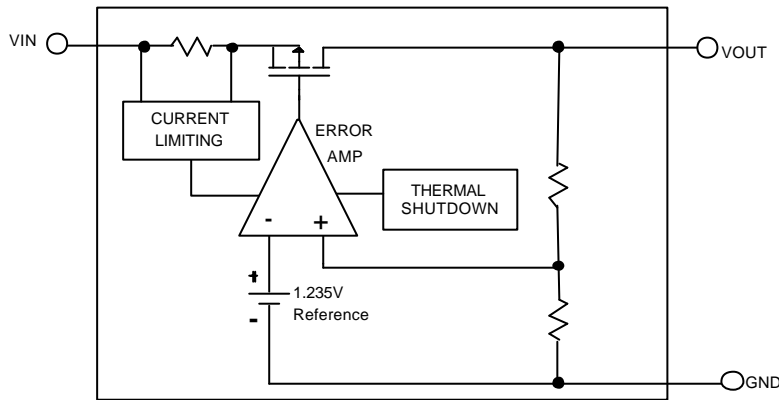 VIN
VOUT
CURRENT
LIMITING
ERROR
AMP
THERMAL
SHUTDOWN
-
+
+
-
1.235V
Reference
GND